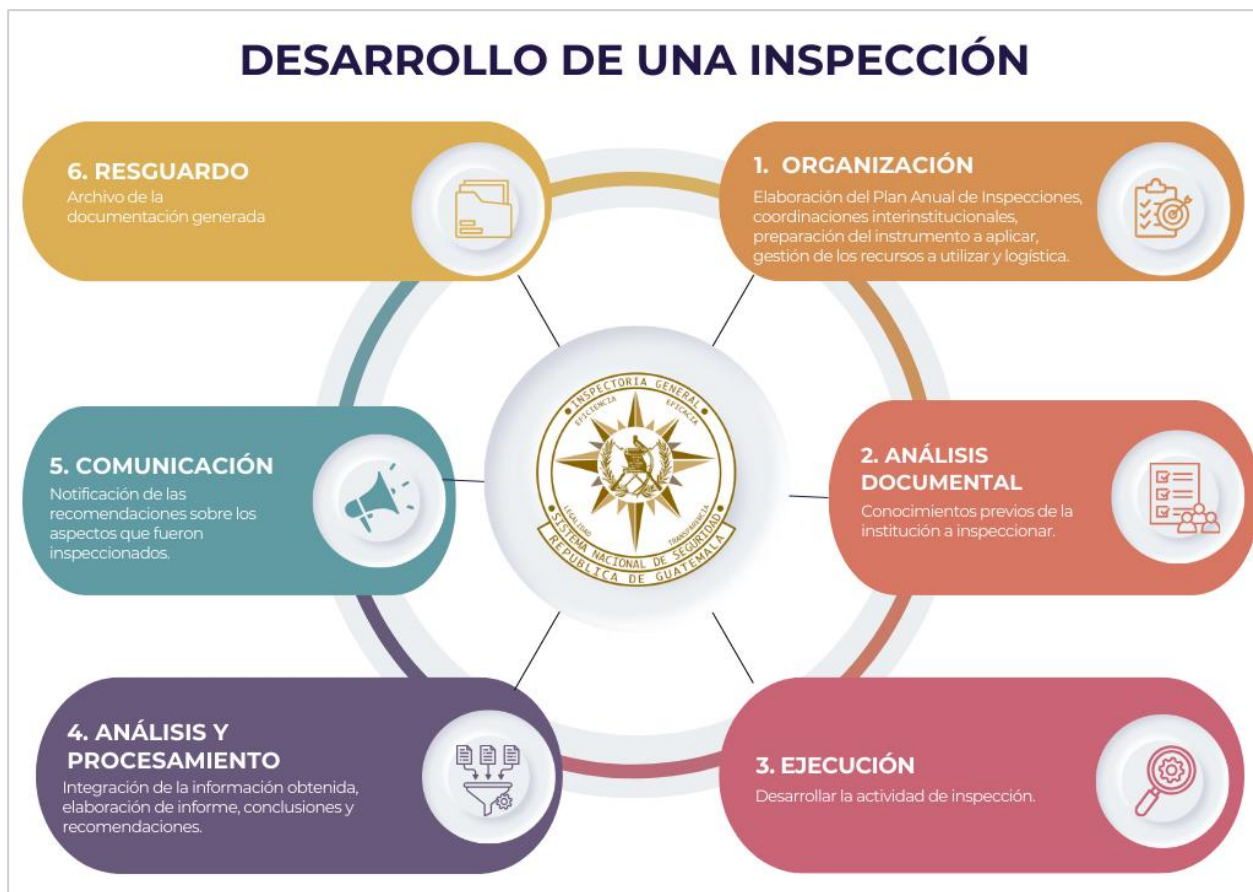 DESARROLLO DE UNA INSPECCIÓN
1. ORGANIZACIÓN
Elaboración del Plan Anual de Inspecciones,
coordinaciones interinstitucionales,
preparación del instrumento a aplicar,
gestión de los recursos a utilizar y logística.
2. ANÁLISIS
DOCUMENTAL
Conocimientos previos de la
institución a inspeccionar.
3. EJECUCIÓN
Desarrollar la actividad de inspección.
4. ANÁLISIS Y
PROCESAMIENTO
Integración de la información obtenida,
elaboración de informe, conclusiones y
recomendaciones.
5. COMUNICACIÓN
Notificación de las
recomendaciones sobre los
aspectos que fueron
inspeccionados.
6. RESGUARDO
Archivo de la
documentación generada
INSPECTORIA GENERAL
EFICIENCIA
EFICACIA
LEGALIDAD
TRANSPARENCIA
SISTEMA NACIONAL DE SEGURIDAD
REPUBLICA DE GUATEMALA